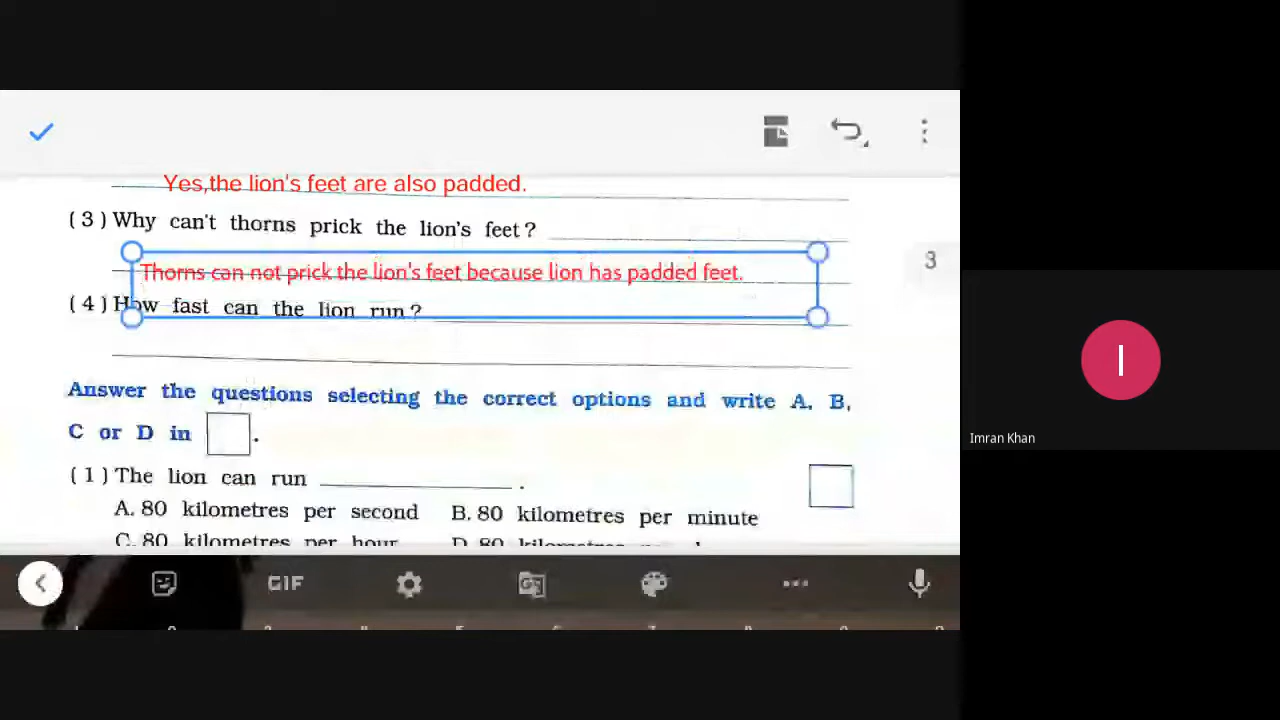 Yes,the lion's feet are also padded.
( 3 ) Why can't thorns prick the lion's feet ?
Thorns can not prick the lion's feet because lion has padded feet.
3
( 4 ) How fast can the lion run ?
Answer the questions selecting the correct options and write A, B,
C or D in .
( 1 ) The lion can run .
A. 80 kilometres per second B. 80 kilometres per minute
C. 80 kilometres per hour D. 80
GIF
I
Imran Khan